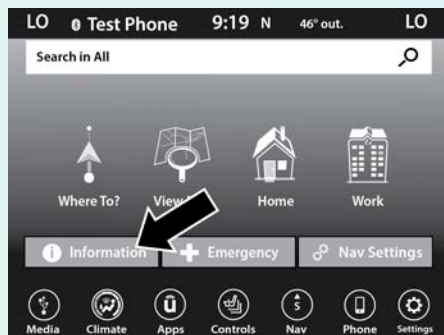 LO Test Phone 9:19 N 46° out. LO
Search in All
Where To? View Home Work
Information Emergency Nav Settings
Media Climate Apps Controls Nav Phone Settings